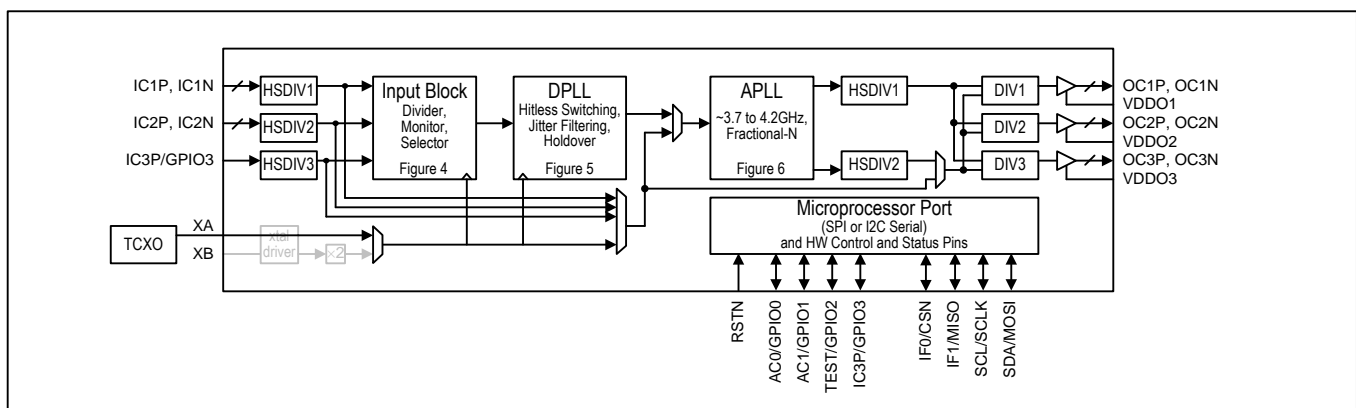 IC1P, IC1N
HSDIV1
IC2P, IC2N
HSDIV2
IC3P/GPIO3
HSDIV3
Input Block
Divider,
Monitor,
Selector
Figure 4
DPLL
Hitless Switching,
Jitter Filtering,
Holdover
Figure 5
APLL
~3.7 to 4.2GHz,
Fractional-N
Figure 6
HSDIV1
HSDIV2
DIV1
DIV2
DIV3
OC1P, OC1N
VDDO1
OC2P, OC2N
VDDO2
OC3P, OC3N
VDDO3
TCXO
XA
XB
xtal
driver
×2
Microprocessor Port
(SPI or I2C Serial)
and HW Control and Status Pins
RSTN
AC0/GPIO0
AC1/GPIO1
TEST/GPIO2
IC3P/GPIO3
IF0/CSN
IF1/MISO
SCL/SCLK
SDA/MOSI